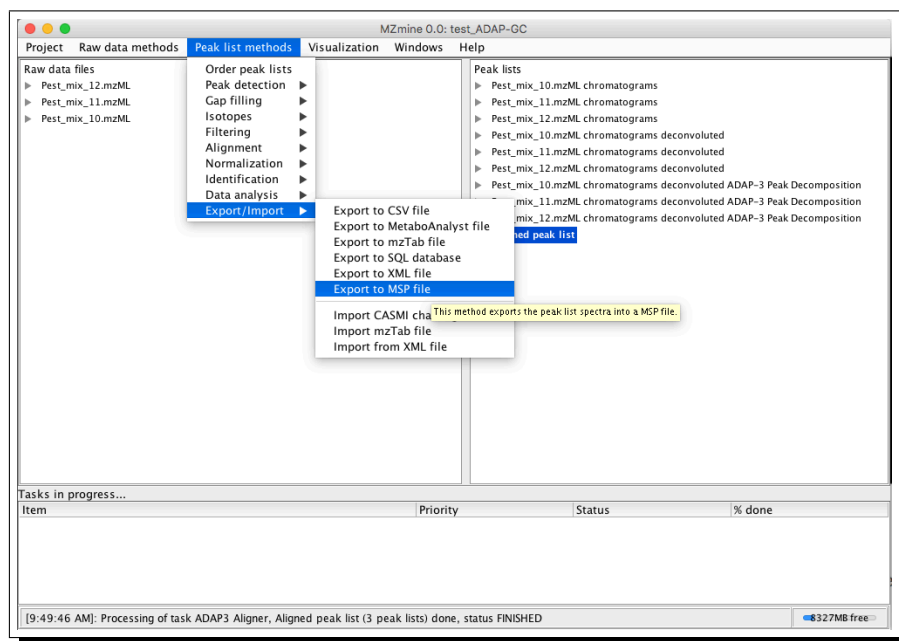 MZmine 0.0: test_ADAP-GC
Project Raw data methods Peak list methods Visualization Windows Help
Raw data files
Pest_mix_12.mzML
Pest_mix_11.mzML
Pest_mix_10.mzML
Order peak lists
Peak detection
Gap filling
Isotopes
Filtering
Alignment
Normalization
Identification
Data analysis
Export/Import
Export to CSV file
Export to MetaboAnalyst file
Export to mzTab file
Export to SQL database
Export to XML file
Export to MSP file
This method exports the peak list spectra into a MSP file.
Import CASMI cha
Import mzTab file
Import from XML file
Peak lists
Pest_mix_10.mzML chromatograms
Pest_mix_11.mzML chromatograms
Pest_mix_12.mzML chromatograms
Pest_mix_10.mzML chromatograms deconvoluted
Pest_mix_11.mzML chromatograms deconvoluted
Pest_mix_12.mzML chromatograms deconvoluted
Pest_mix_10.mzML chromatograms deconvoluted ADAP-3 Peak Decomposition
_mix_11.mzML chromatograms deconvoluted ADAP-3 Peak Decomposition
_mix_12.mzML chromatograms deconvoluted ADAP-3 Peak Decomposition
ned peak list
Tasks in progress...
Item Priority Status % done
[9:49:46 AM]: Processing of task ADAP3 Aligner, Aligned peak list (3 peak lists) done, status FINISHED
8327MB free